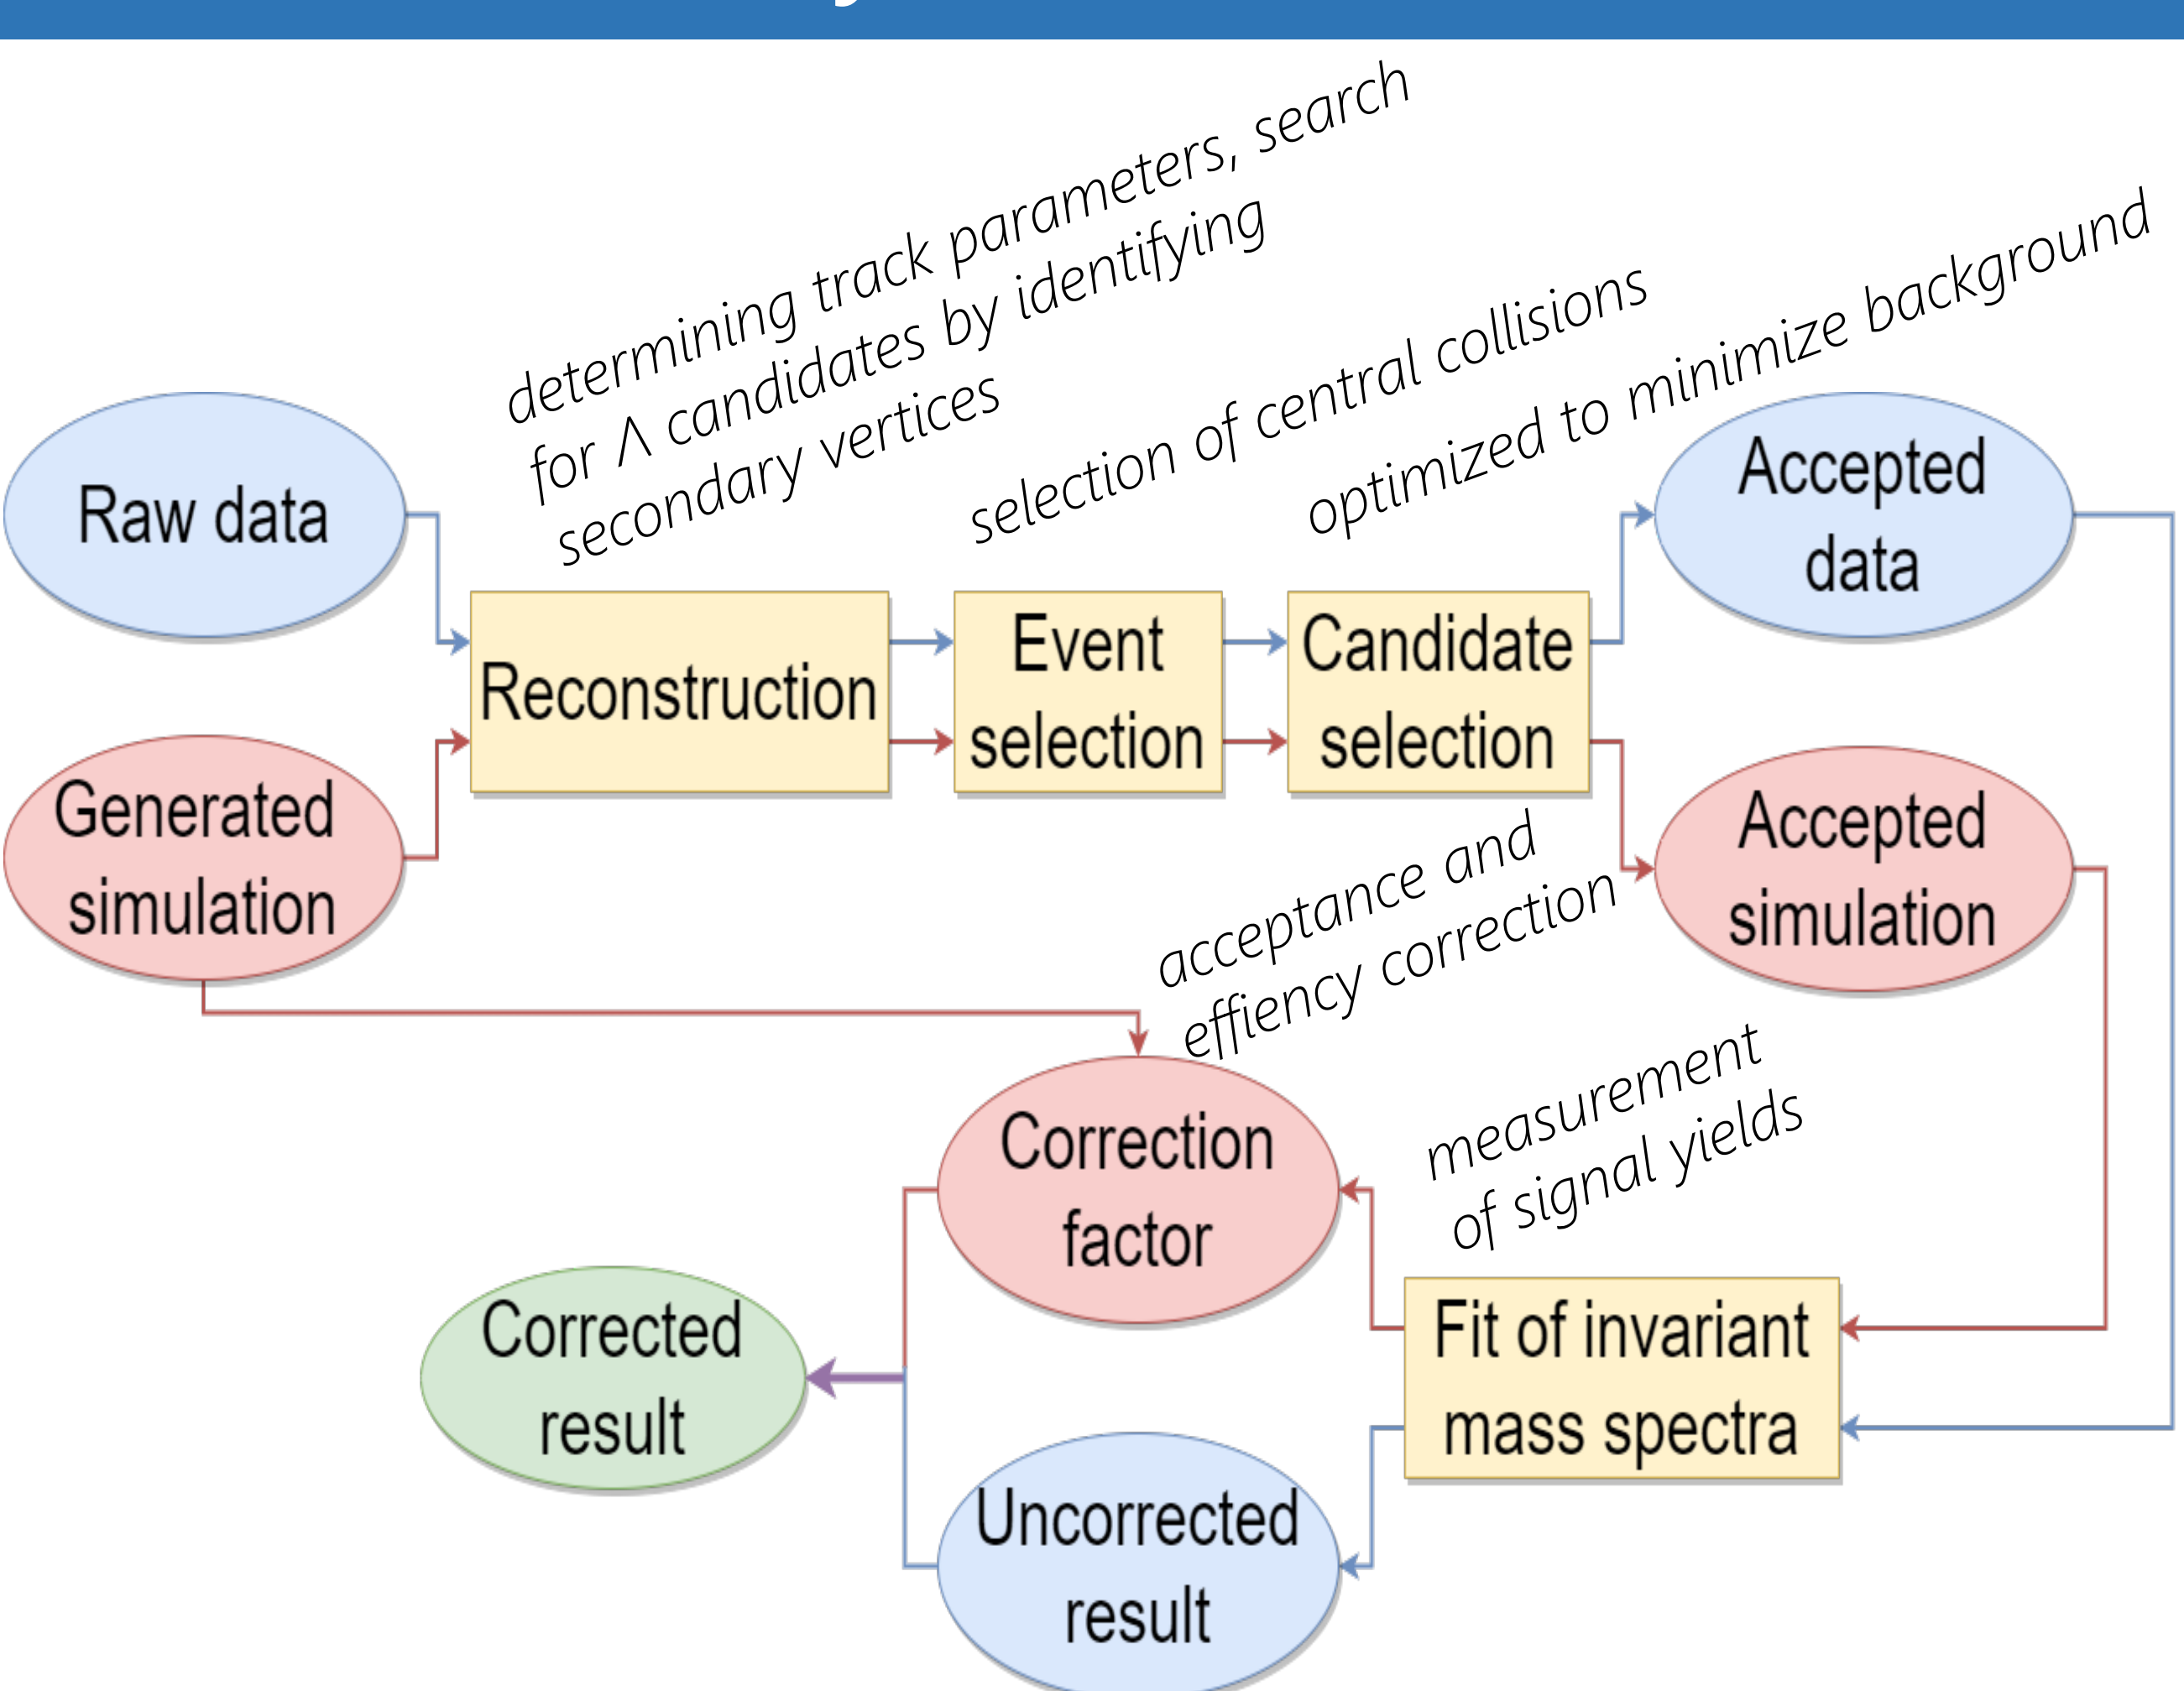 determining track parameters, search
for Λ candidates by identifying
secondary vertices
selection of central collisions
optimized to minimize background
Raw data
Accepted
data
Reconstruction
Event
selection
Candidate
selection
Generated
simulation
Accepted
simulation
acceptance and
effiency correction
measurement
of signal yields
Correction
factor
Fit of invariant
mass spectra
Corrected
result
Uncorrected
result